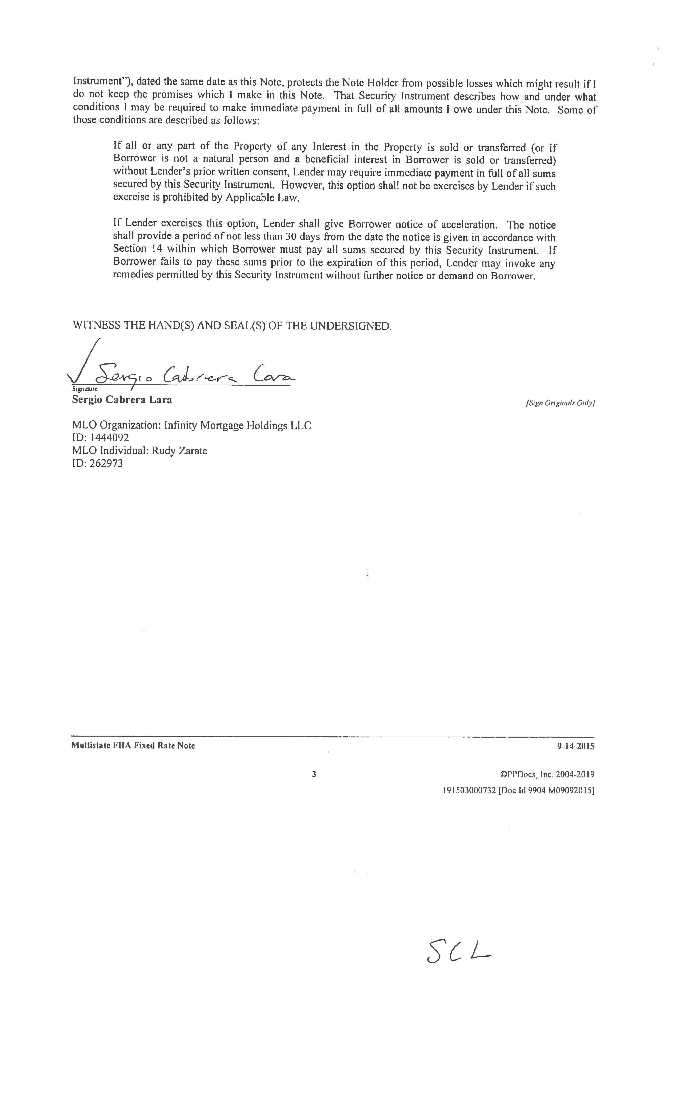 Instrument"), dated the same date as this Note, protects the Note Holder from possible losses which might result if I
do not keep the promises which I make in this Note. That Security Instrument describes how and under what
conditions I may be required to make immediate payment in full of all amounts I owe under this Note. Some of
those conditions are described as follows:
If all or any part of the Property of any Interest in the Property is sold or transferred (or if
Borrower is not a natural person and a beneficial interest in Borrower is sold or transferred)
without Lender's prior written consent, Lender may require immediate payment in full of all sums
secured by this Security Instrument. However, this option shall not be exercises by Lender if such
exercise is prohibited by Applicable Law.
If Lender exercises this option, Lender shall give Borrower notice of acceleration. The notice
shall provide a period of not less than 30 days from the date the notice is given in accordance with
Section 14 within which Borrower must pay all sums secured by this Security Instrument. If
Borrower fails to pay these sums prior to the expiration of this period, Lender may invoke any
remedies permitted by this Security Instrument without further notice or demand on Borrower.
WITNESS THE HAND(S) AND SEAL(S) OF THE UNDERSIGNED.
Sergio Cabrera Lara
Signature
Sergio Cabrera Lara
[Sign Originals Only]
MLO Organization: Infinity Mortgage Holdings LLC
ID: 1444092
MLO Individual: Rudy Zarate
ID: 262973
Multistate FHA Fixed Rate Note 9-14-2015
3 ©PPDocs, Inc. 2004-2019
191503000732 [Doc Id 9904 M09092015]
SCL